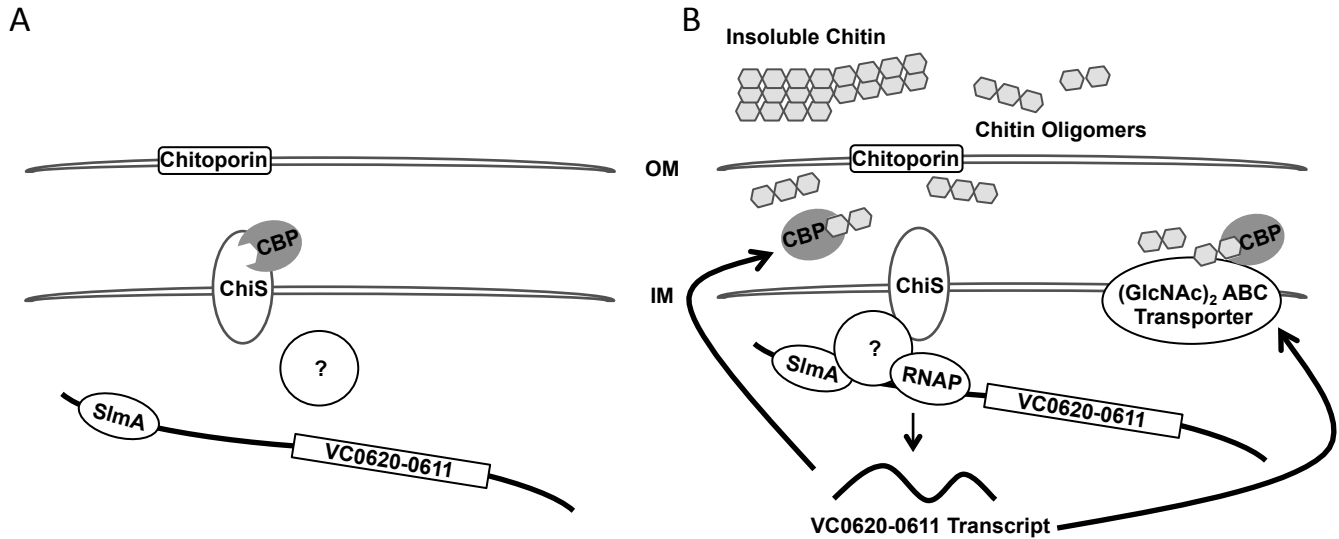 A
Chitoporin
CBP
ChiS
?
SlmA
VC0620-0611
OM
IM
B
Insoluble Chitin
Chitin Oligomers
Chitoporin
CBP
CBP
ChiS
(GlcNAc)₂ ABC
Transporter
?
SlmA
RNAP
VC0620-0611
VC0620-0611 Transcript